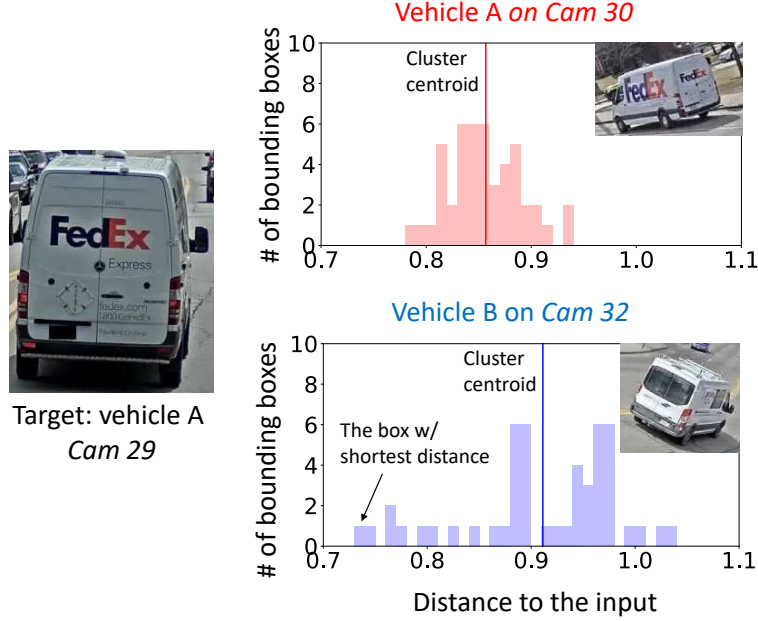 Vehicle A on Cam 30
# of bounding boxes
10
8
6
4
2
0
0.7
0.8
0.9
1.0
1.1
Cluster
centroid
FedEx
FedEx
FedEx
Express
fedex.com
Target: vehicle A
Cam 29
Vehicle B on Cam 32
# of bounding boxes
10
8
6
4
2
0
0.7
0.8
0.9
1.0
1.1
Cluster
centroid
The box w/
shortest distance
Distance to the input